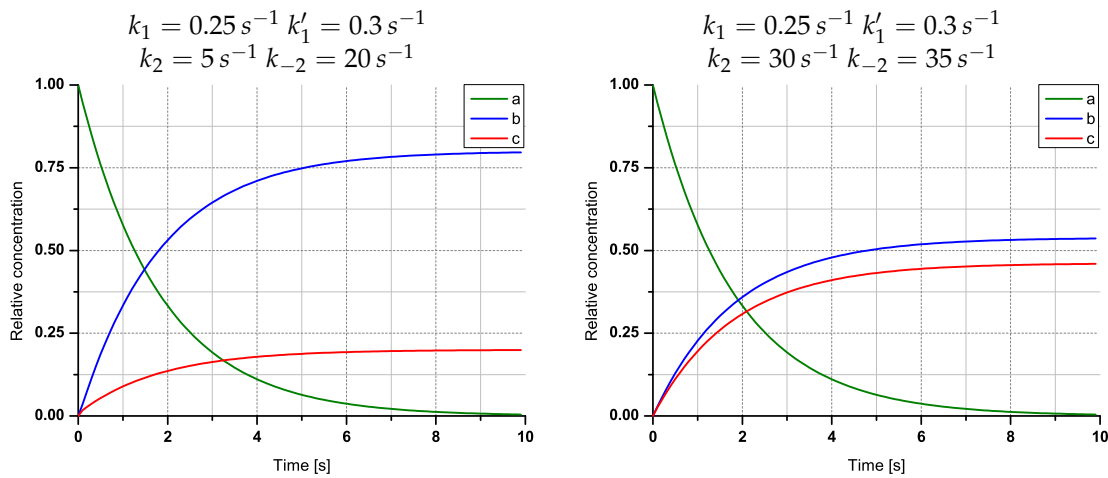 k₁ = 0.25 s⁻¹ k′₁ = 0.3 s⁻¹
k₂ = 5 s⁻¹ k₋₂ = 20 s⁻¹
1.00
0.75
0.50
0.25
0.00
Relative concentration
a
b
c
0 2 4 6 8 10
Time [s]
k₁ = 0.25 s⁻¹ k′₁ = 0.3 s⁻¹
k₂ = 30 s⁻¹ k₋₂ = 35 s⁻¹
1.00
0.75
0.50
0.25
0.00
Relative concentration
a
b
c
0 2 4 6 8 10
Time [s]